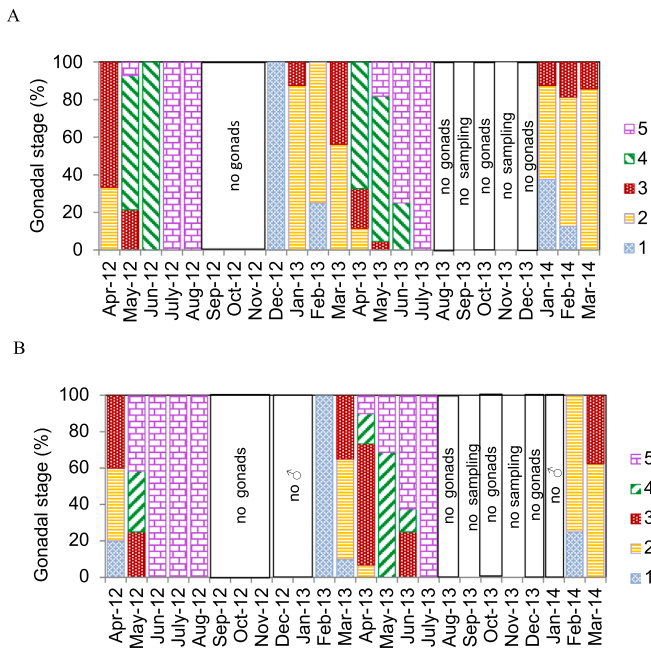 A
Gonadal stage (%)
100
80
60
40
20
0
no gonads
no gonads
no sampling
no gonads
no sampling
no gonads
5
4
3
2
1
Apr-12
May-12
Jun-12
July-12
Aug-12
Sep-12
Oct-12
Nov-12
Dec-12
Jan-13
Feb-13
Mar-13
Apr-13
May-13
Jun-13
July-13
Aug-13
Sep-13
Oct-13
Nov-13
Dec-13
Jan-14
Feb-14
Mar-14
B
Gonadal stage (%)
100
80
60
40
20
0
no gonads
no ♂
no gonads
no sampling
no gonads
no sampling
no gonads
no ♂
5
4
3
2
1
Apr-12
May-12
Jun-12
July-12
Aug-12
Sep-12
Oct-12
Nov-12
Dec-12
Jan-13
Feb-13
Mar-13
Apr-13
May-13
Jun-13
July-13
Aug-13
Sep-13
Oct-13
Nov-13
Dec-13
Jan-14
Feb-14
Mar-14